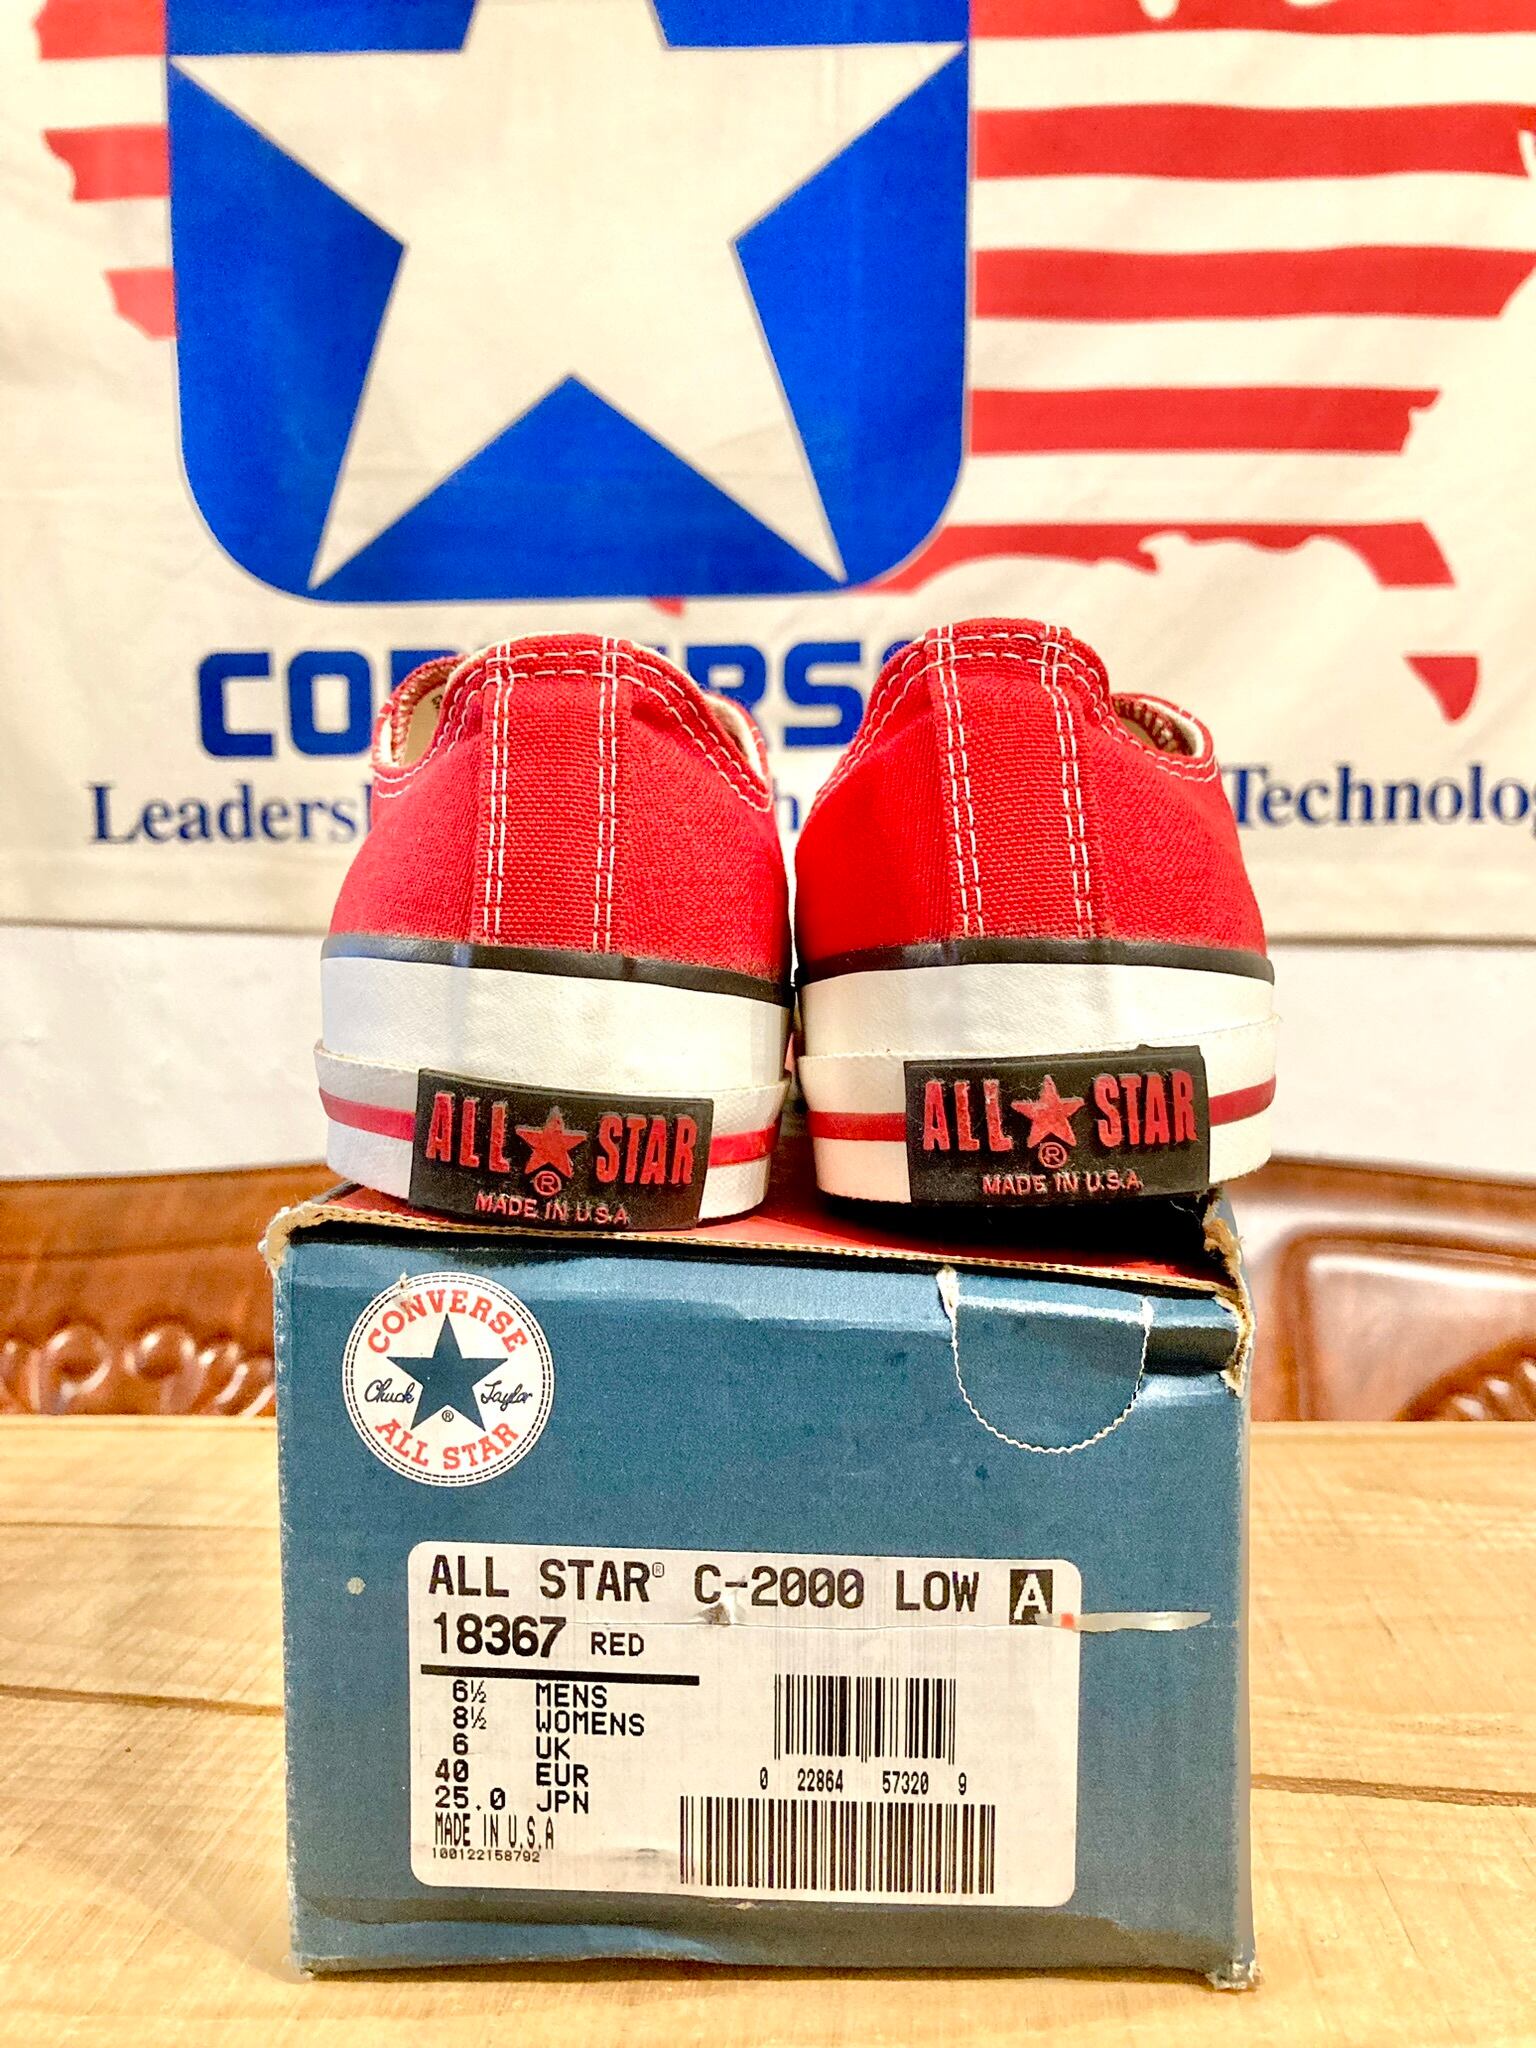 Leaders
Technolo
ALL STAR
®
MADE IN U.S.A
ALL STAR
®
MADE IN U.S.A.
CONVERSE
Chuck Taylor
®
ALL STAR
ALL STAR® C-2000 LOW A
18367 RED
6½ MENS
8½ WOMENS
6 UK
40 EUR
25.0 JPN
MADE IN U.S.A
100122158792
0 22864 57320 9